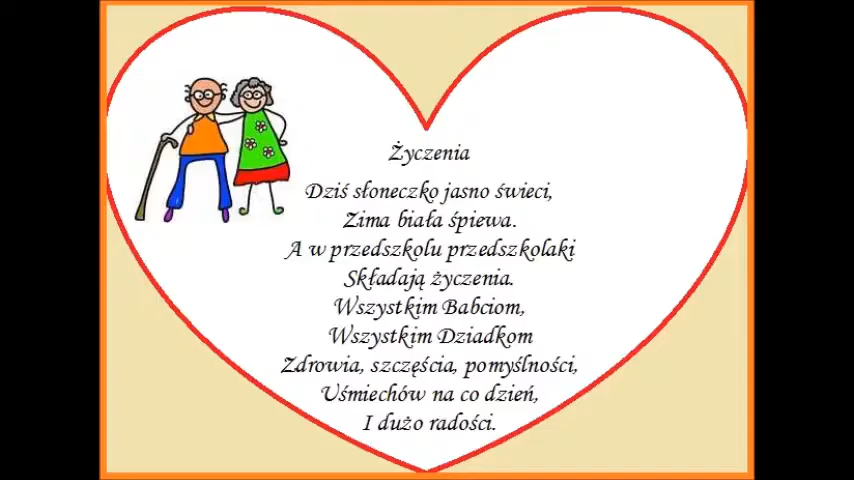 Życzenia
Dziś słoneczko jasno świeci,
Zima biała śpiewa.
A w przedszkolu przedszkolaki
Składają życzenia.
Wszystkim Babciom,
Wszystkim Dziadkom
Zdrowia, szczęścia, pomyślności,
Uśmiechów na co dzień,
I dużo radości.